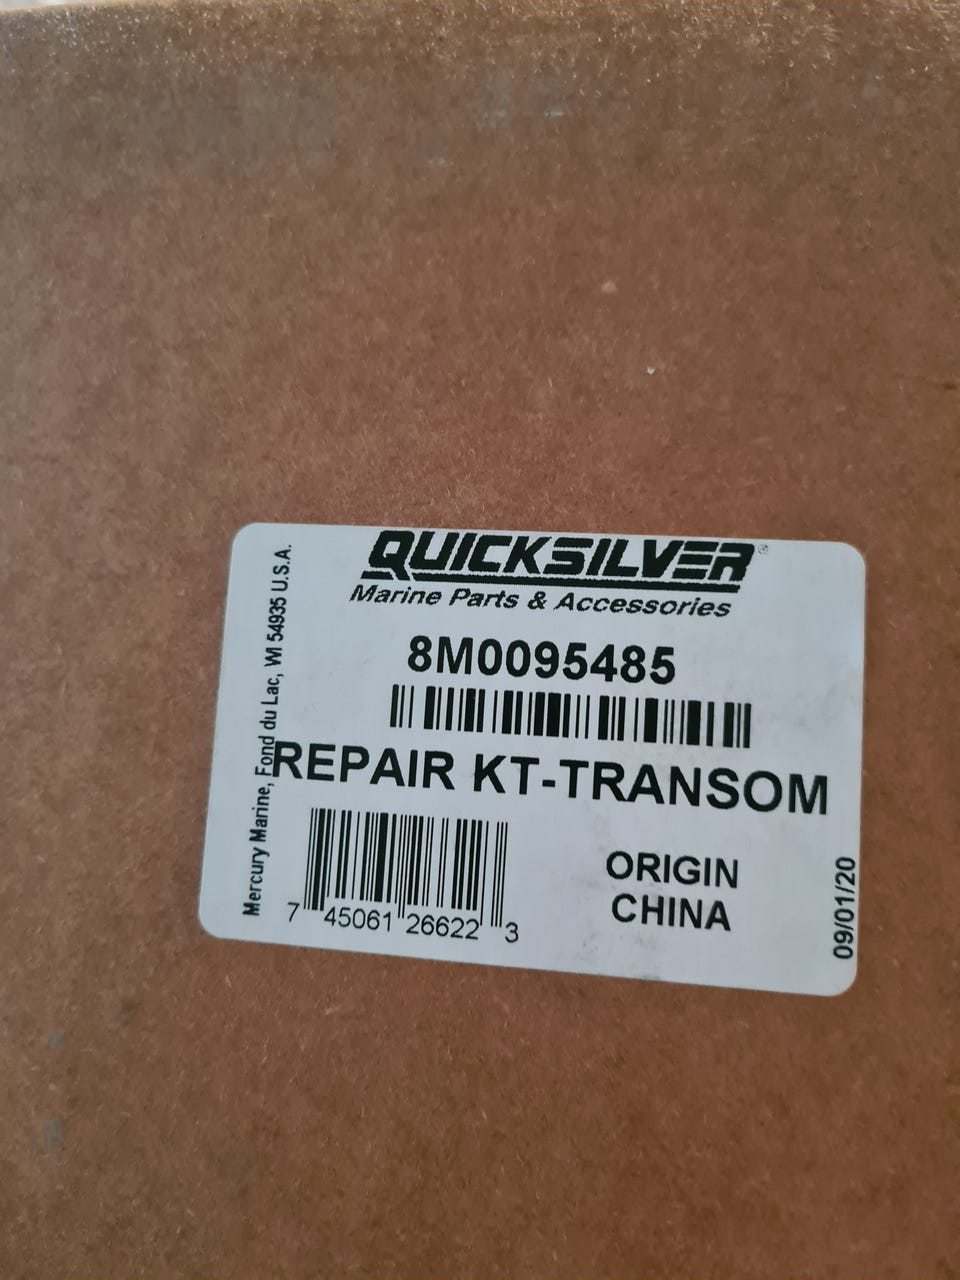 QUICKSILVER®
Marine Parts & Accessories
8M0095485
REPAIR KT-TRANSOM
7 45061 26622 3
ORIGIN
CHINA
Mercury Marine, Fond du Lac, WI 54935 U.S.A.
09/01/20